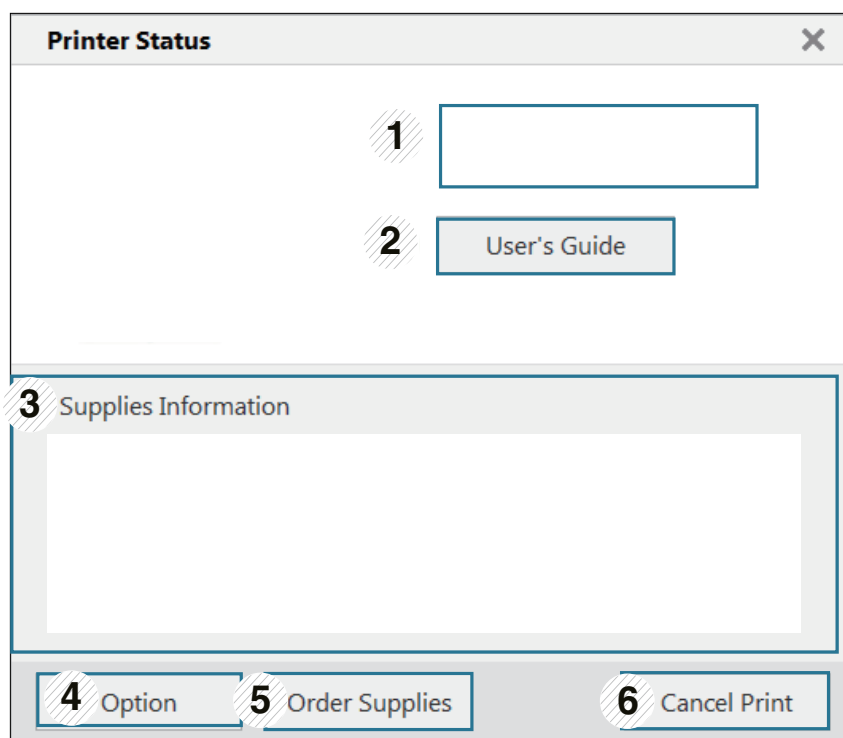 Printer Status
1
2 User's Guide
3 Supplies Information
4 Option 5 Order Supplies 6 Cancel Print